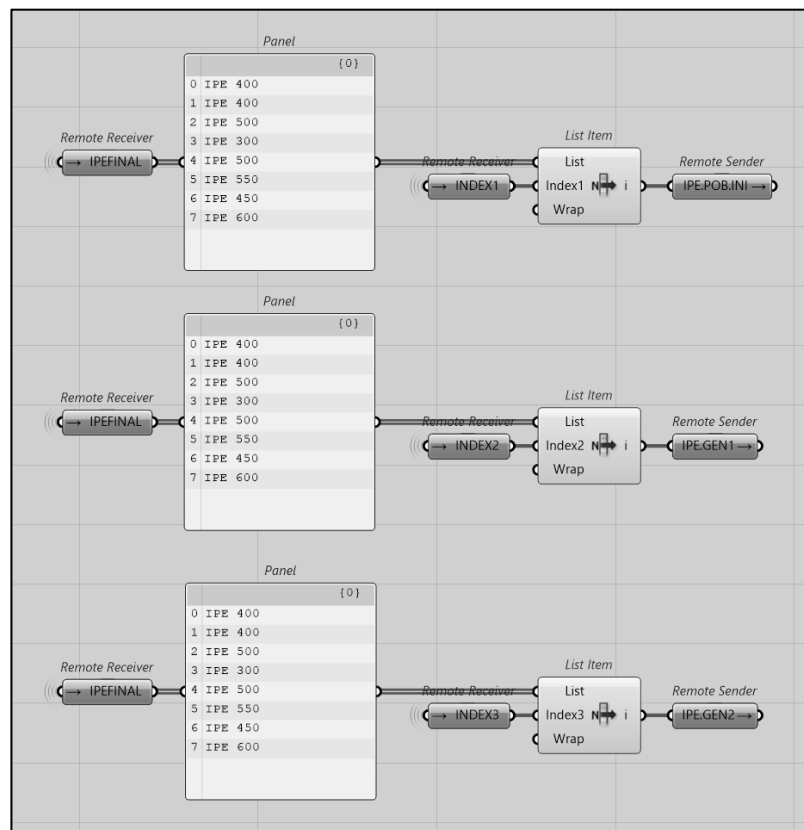 Panel
{0}
0 IPE 400
1 IPE 400
2 IPE 500
3 IPE 300
4 IPE 500
5 IPE 550
6 IPE 450
7 IPE 600
Remote Receiver
→ IPEFINAL
Remote Receiver
→ INDEX1
List Item
List
Index1 N i
Wrap
Remote Sender
IPE.POB.INI →
Panel
{0}
0 IPE 400
1 IPE 400
2 IPE 500
3 IPE 300
4 IPE 500
5 IPE 550
6 IPE 450
7 IPE 600
Remote Receiver
→ IPEFINAL
Remote Receiver
→ INDEX2
List Item
List
Index2 N i
Wrap
Remote Sender
IPE.GEN1 →
Panel
{0}
0 IPE 400
1 IPE 400
2 IPE 500
3 IPE 300
4 IPE 500
5 IPE 550
6 IPE 450
7 IPE 600
Remote Receiver
→ IPEFINAL
Remote Receiver
→ INDEX3
List Item
List
Index3 N i
Wrap
Remote Sender
IPE.GEN2 →